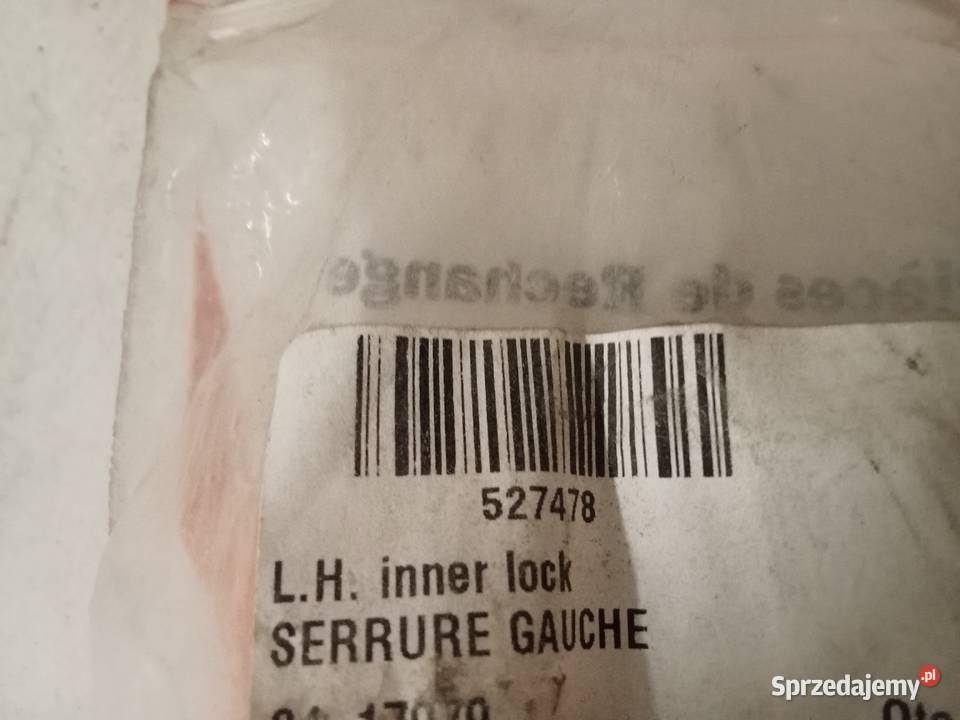 Pièces de Rechange
527478
L.H. inner lock
SERRURE GAUCHE
Sprzedajemy.pl